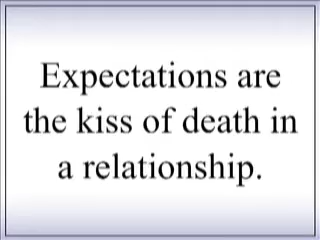 Expectations are
the kiss of death in
a relationship.